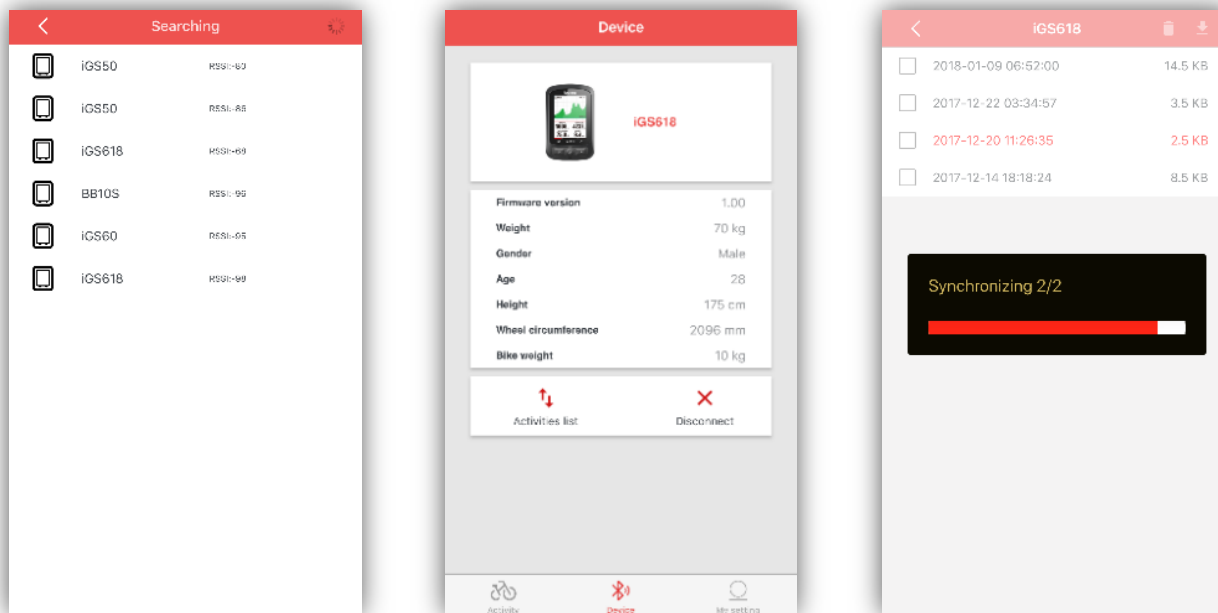 Searching
iGS50 RSSI:-60
iGS50 RSSI:-86
iGS618 RSSI:-69
BB10S RSSI:-96
iGS60 RSSI:-95
iGS618 RSSI:-98
Device
iGS618
Firmware version 1.00
Weight 70 kg
Gender Male
Age 28
Height 175 cm
Wheel circumference 2096 mm
Bike weight 10 kg
Activities list Disconnect
Activity Device Me setting
iGS618
2018-01-09 06:52:00 14.5 KB
2017-12-22 03:34:57 3.5 KB
2017-12-20 11:26:35 2.5 KB
2017-12-14 18:18:24 8.5 KB
Synchronizing 2/2